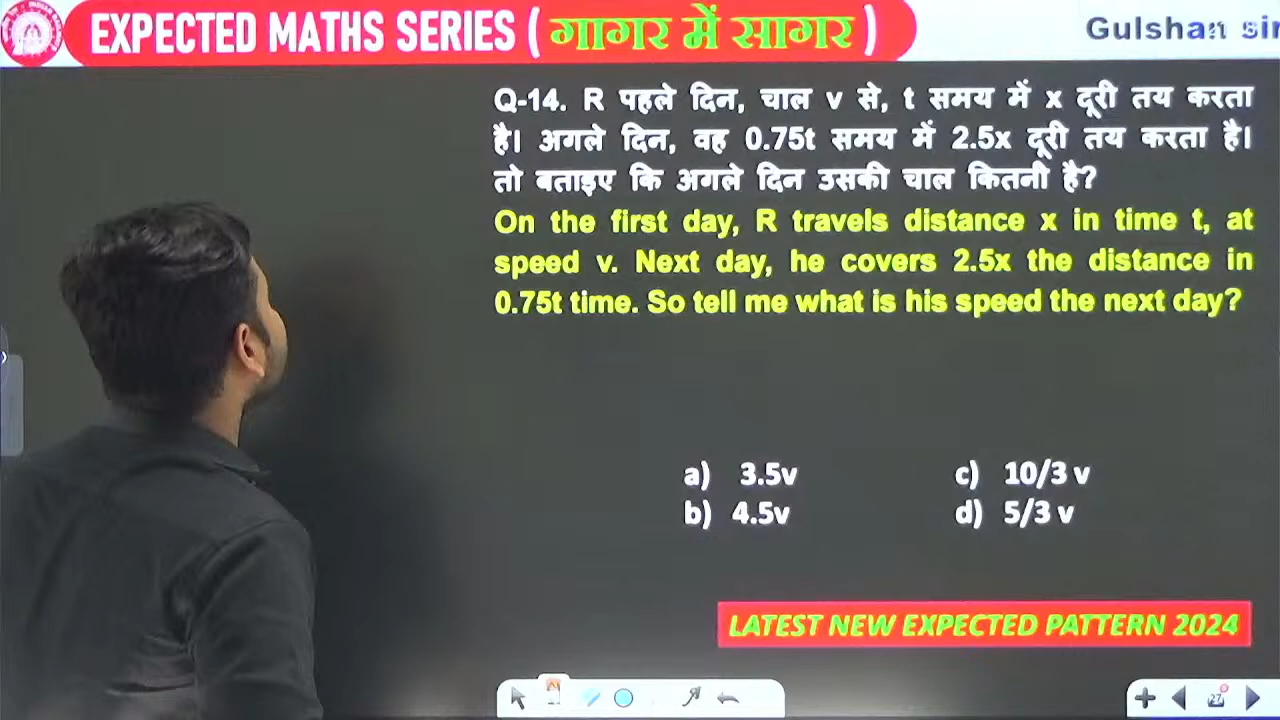 EXPECTED MATHS SERIES ( गागर में सागर )
Gulshan sir
Q-14. R पहले दिन, चाल v से, t समय में x दूरी तय करता
है। अगले दिन, वह 0.75t समय में 2.5x दूरी तय करता है।
तो बताइए कि अगले दिन उसकी चाल कितनी है?
On the first day, R travels distance x in time t, at
speed v. Next day, he covers 2.5x the distance in
0.75t time. So tell me what is his speed the next day?
a) 3.5v
c) 10/3 v
b) 4.5v
d) 5/3 v
LATEST NEW EXPECTED PATTERN 2024
27